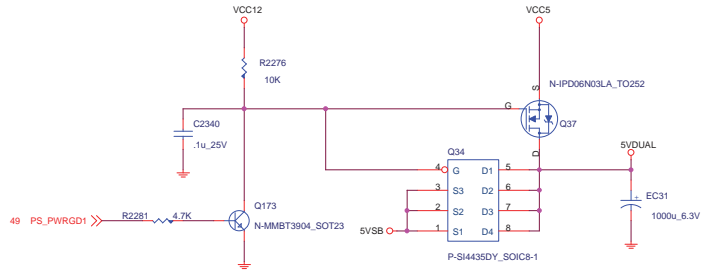 VCC12
VCC5
R2276
10K
S
N-IPD06N03LA_TO252
G
Q37
D
C2340
.1u_25V
Q34
5VDUAL
4 G D1 5
3 S3 D2 6
2 S2 D3 7
1 S1 D4 8
5VSB
P-SI4435DY_SOIC8-1
EC31
1000u_6.3V
+
Q173
N-MMBT3904_SOT23
49 PS_PWRGD1
R2281 4.7K